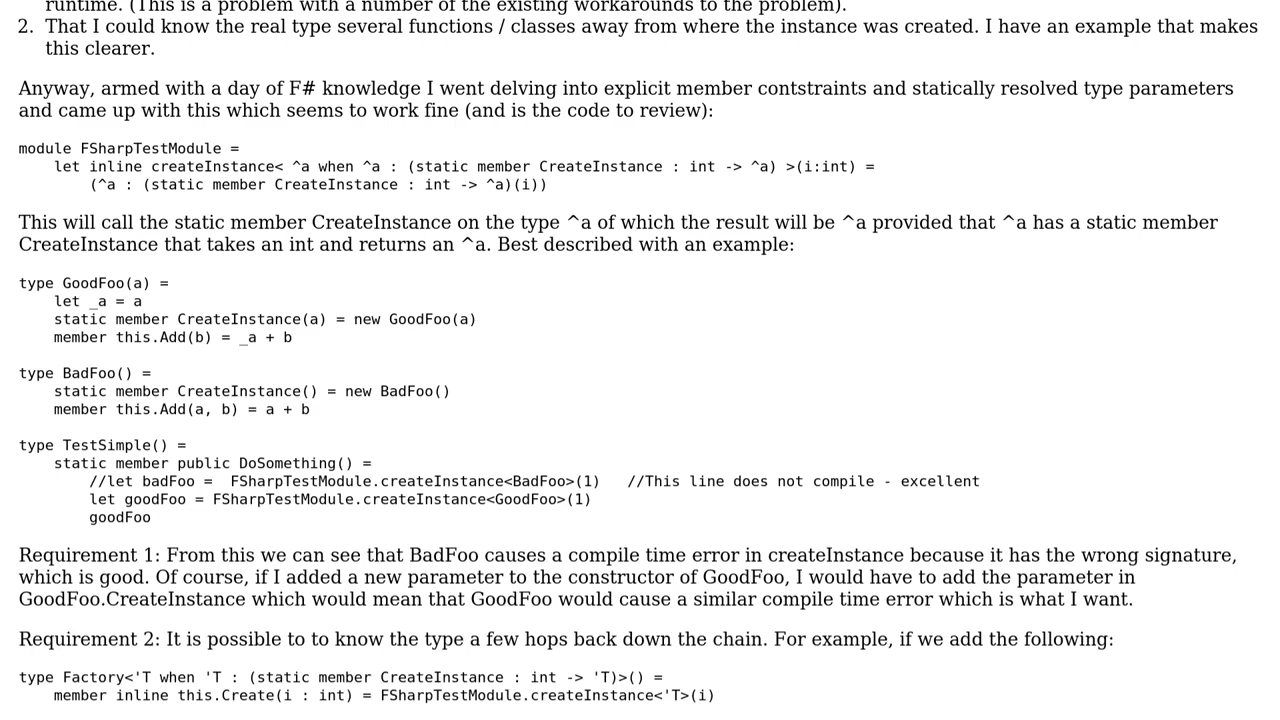 runtime. (This is a problem with a number of the existing workarounds to the problem).
2. That I could know the real type several functions / classes away from where the instance was created. I have an example that makes
this clearer.
Anyway, armed with a day of F# knowledge I went delving into explicit member contstraints and statically resolved type parameters
and came up with this which seems to work fine (and is the code to review):
module FSharpTestModule =
    let inline createInstance< ^a when ^a : (static member CreateInstance : int -> ^a) >(i:int) =
        (^a : (static member CreateInstance : int -> ^a)(i))
This will call the static member CreateInstance on the type ^a of which the result will be ^a provided that ^a has a static member
CreateInstance that takes an int and returns an ^a. Best described with an example:
type GoodFoo(a) =
    let _a = a
    static member CreateInstance(a) = new GoodFoo(a)
    member this.Add(b) = _a + b
type BadFoo() =
    static member CreateInstance() = new BadFoo()
    member this.Add(a, b) = a + b
type TestSimple() =
    static member public DoSomething() =
        //let badFoo =  FSharpTestModule.createInstance<BadFoo>(1)   //This line does not compile - excellent
        let goodFoo = FSharpTestModule.createInstance<GoodFoo>(1)
        goodFoo
Requirement 1: From this we can see that BadFoo causes a compile time error in createInstance because it has the wrong signature,
which is good. Of course, if I added a new parameter to the constructor of GoodFoo, I would have to add the parameter in
GoodFoo.CreateInstance which would mean that GoodFoo would cause a similar compile time error which is what I want.
Requirement 2: It is possible to to know the type a few hops back down the chain. For example, if we add the following:
type Factory<'T when 'T : (static member CreateInstance : int -> 'T)>() =
    member inline this.Create(i : int) = FSharpTestModule.createInstance<'T>(i)